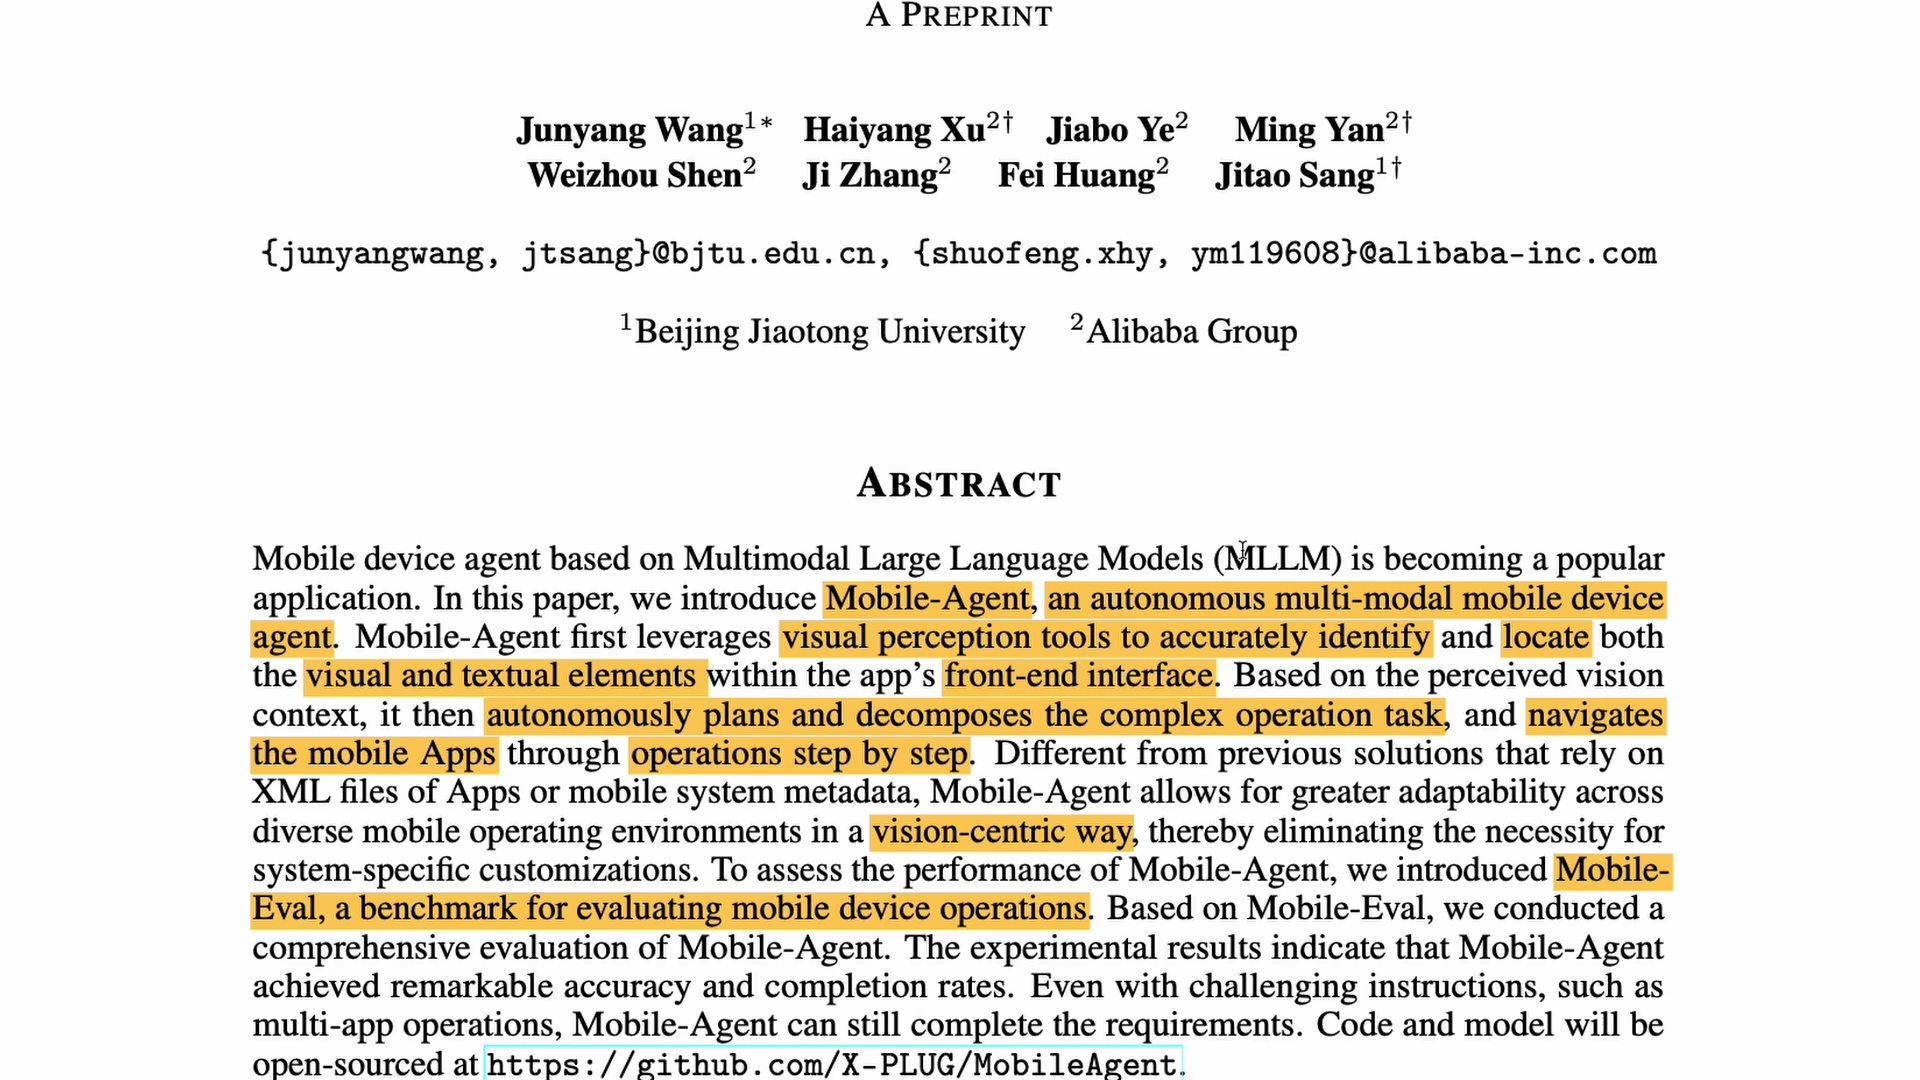 A PREPRINT
Junyang Wang1* Haiyang Xu2† Jiabo Ye2 Ming Yan2†
Weizhou Shen2 Ji Zhang2 Fei Huang2 Jitao Sang1†
{junyangwang, jtsang}@bjtu.edu.cn, {shuofeng.xhy, ym119608}@alibaba-inc.com
1Beijing Jiaotong University 2Alibaba Group
ABSTRACT
Mobile device agent based on Multimodal Large Language Models (MLLM) is becoming a popular
application. In this paper, we introduce Mobile-Agent, an autonomous multi-modal mobile device
agent. Mobile-Agent first leverages visual perception tools to accurately identify and locate both
the visual and textual elements within the app's front-end interface. Based on the perceived vision
context, it then autonomously plans and decomposes the complex operation task, and navigates
the mobile Apps through operations step by step. Different from previous solutions that rely on
XML files of Apps or mobile system metadata, Mobile-Agent allows for greater adaptability across
diverse mobile operating environments in a vision-centric way, thereby eliminating the necessity for
system-specific customizations. To assess the performance of Mobile-Agent, we introduced Mobile-
Eval, a benchmark for evaluating mobile device operations. Based on Mobile-Eval, we conducted a
comprehensive evaluation of Mobile-Agent. The experimental results indicate that Mobile-Agent
achieved remarkable accuracy and completion rates. Even with challenging instructions, such as
multi-app operations, Mobile-Agent can still complete the requirements. Code and model will be
open-sourced at https://github.com/X-PLUG/MobileAgent.